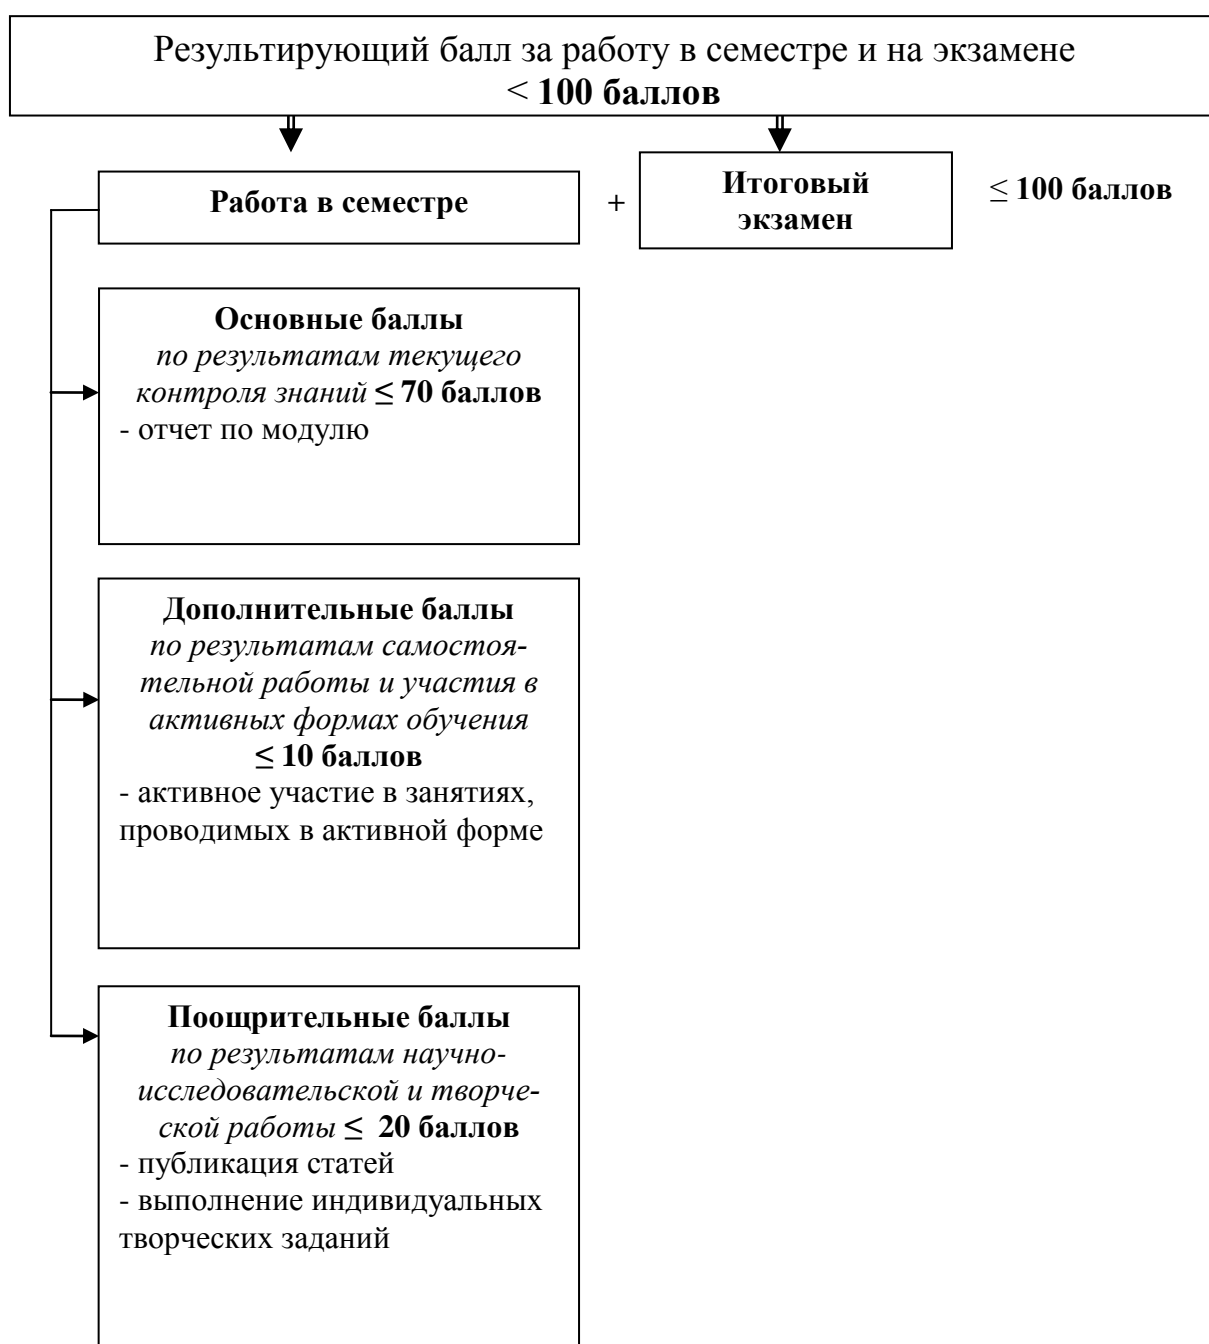 Результирующий балл за работу в семестре и на экзамене
< 100 баллов
Работа в семестре
+
Итоговый
экзамен
≤ 100 баллов
Основные баллы
по результатам текущего
контроля знаний ≤ 70 баллов
- отчет по модулю
Дополнительные баллы
по результатам самостоя-
тельной работы и участия в
активных формах обучения
≤ 10 баллов
- активное участие в занятиях,
проводимых в активной форме
Поощрительные баллы
по результатам научно-
исследовательской и творче-
ской работы ≤ 20 баллов
- публикация статей
- выполнение индивидуальных
творческих заданий